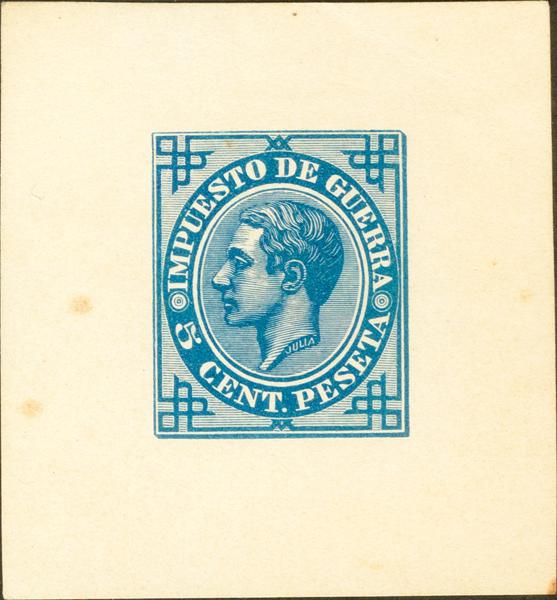 IMPUESTO DE GUERRA
5 CENT. PESETA
JULIA